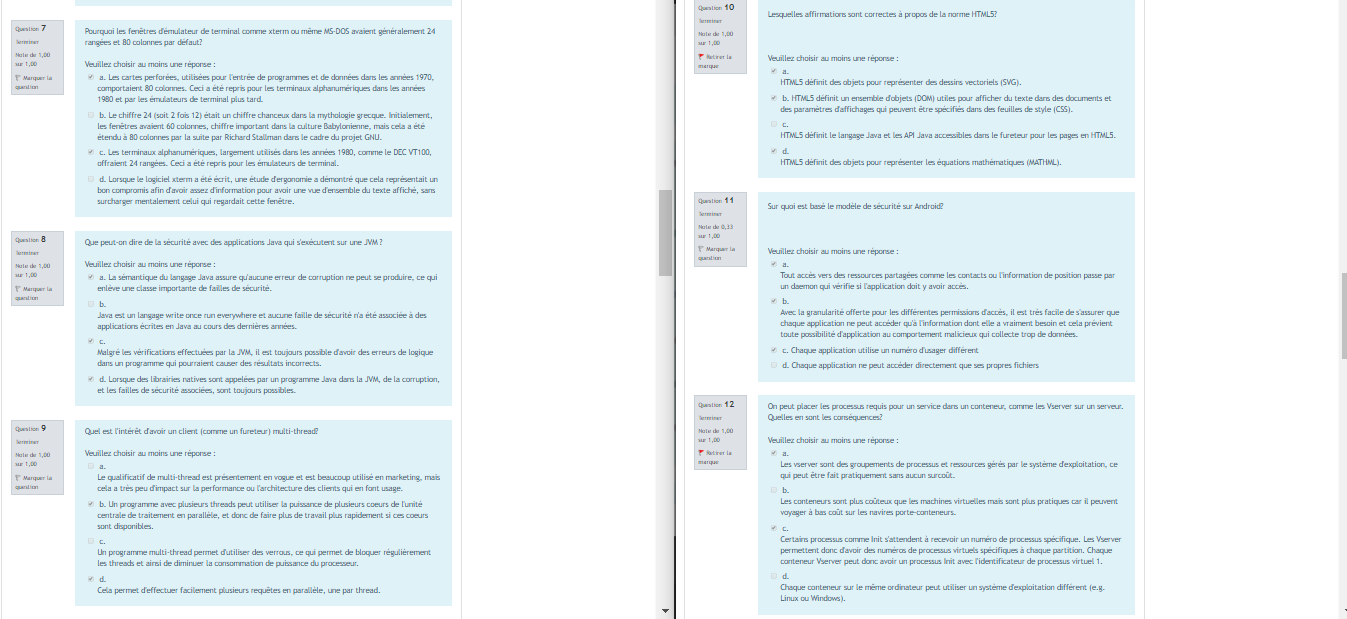 Question 7
Terminer
Note de 1,00
sur 1,00
Marquer la
question
Pourquoi les fenêtres d'émulateur de terminal comme xterm ou même MS-DOS avaient généralement 24
rangées et 80 colonnes par défaut?
Veuillez choisir au moins une réponse :
a. Les cartes perforées, utilisées pour l'entrée de programmes et de données dans les années 1970,
comportaient 80 colonnes. Ceci a été repris pour les terminaux alphanumériques dans les années
1980 et par les émulateurs de terminal plus tard.
b. Le chiffre 24 (soit 2 fois 12) était un chiffre chanceux dans la mythologie grecque. Initialement,
les fenêtres avaient 60 colonnes, chiffre important dans la culture Babylonienne, mais cela a été
étendu à 80 colonnes par la suite par Richard Stallman dans le cadre du projet GNU.
c. Les terminaux alphanumériques, largement utilisés dans les années 1980, comme le DEC VT100,
offraient 24 rangées. Ceci a été repris pour les émulateurs de terminal.
d. Lorsque le logiciel xterm a été écrit, une étude d'ergonomie a démontré que cela représentait un
bon compromis afin d'avoir assez d'information pour avoir une vue d'ensemble du texte affiché, sans
surcharger mentalement celui qui regardait cette fenêtre.
Question 8
Terminer
Note de 1,00
sur 1,00
Marquer la
question
Que peut-on dire de la sécurité avec des applications Java qui s'exécutent sur une JVM ?
Veuillez choisir au moins une réponse :
a. La sémantique du langage Java assure qu'aucune erreur de corruption ne peut se produire, ce qui
enlève une classe importante de failles de sécurité.
b.
Java est un langage write once run everywhere et aucune faille de sécurité n'a été associée à des
applications écrites en Java au cours des dernières années.
c.
Malgré les vérifications effectuées par la JVM, il est toujours possible d'avoir des erreurs de logique
dans un programme qui pourraient causer des résultats incorrects.
d. Lorsque des librairies natives sont appelées par un programme Java dans la JVM, de la corruption,
et les failles de sécurité associées, sont toujours possibles.
Question 9
Terminer
Note de 1,00
sur 1,00
Marquer la
question
Quel est l'intérêt d'avoir un client (comme un fureteur) multi-thread?
Veuillez choisir au moins une réponse :
a.
Le qualificatif de multi-thread est présentement en vogue et est beaucoup utilisé en marketing, mais
cela a très peu d'impact sur la performance ou l'architecture des clients qui en font usage.
b. Un programme avec plusieurs threads peut utiliser la puissance de plusieurs coeurs de l'unité
centrale de traitement en parallèle, et donc de faire plus de travail plus rapidement si ces coeurs
sont disponibles.
c.
Un programme multi-thread permet d'utiliser des verrous, ce qui permet de bloquer régulièrement
les threads et ainsi de diminuer la consommation de puissance du processeur.
d.
Cela permet d'effectuer facilement plusieurs requêtes en parallèle, une par thread.
Question 10
Terminer
Note de 1,00
sur 1,00
Retirer la
marque
Lesquelles affirmations sont correctes à propos de la norme HTML5?
Veuillez choisir au moins une réponse :
a.
HTML5 définit des objets pour représenter des dessins vectoriels (SVG).
b. HTML5 définit un ensemble d'objets (DOM) utiles pour afficher du texte dans des documents et
des paramètres d'affichages qui peuvent être spécifiés dans des feuilles de style (CSS).
c.
HTML5 définit le langage Java et les API Java accessibles dans le fureteur pour les pages en HTML5.
d.
HTML5 définit des objets pour représenter les équations mathématiques (MATHML).
Question 11
Terminer
Note de 0,33
sur 1,00
Marquer la
question
Sur quoi est basé le modèle de sécurité sur Android?
Veuillez choisir au moins une réponse :
a.
Tout accès vers des ressources partagées comme les contacts ou l'information de position passe par
un daemon qui vérifie si l'application doit y avoir accès.
b.
Avec la granularité offerte pour les différentes permissions d'accès, il est très facile de s'assurer que
chaque application ne peut accéder qu'à l'information dont elle a vraiment besoin et cela prévient
toute possibilité d'application au comportement malicieux qui collecte trop de données.
c. Chaque application utilise un numéro d'usager différent
d. Chaque application ne peut accéder directement que ses propres fichiers
Question 12
Terminer
Note de 1,00
sur 1,00
Retirer la
marque
On peut placer les processus requis pour un service dans un conteneur, comme les Vserver sur un serveur.
Quelles en sont les conséquences?
Veuillez choisir au moins une réponse :
a.
Les vserver sont des groupements de processus et ressources gérés par le système d'exploitation, ce
qui peut être fait pratiquement sans aucun surcoût.
b.
Les conteneurs sont plus coûteux que les machines virtuelles mais sont plus pratiques car il peuvent
voyager à bas coût sur les navires porte-conteneurs.
c.
Certains processus comme Init s'attendent à recevoir un numéro de processus spécifique. Les Vserver
permettent donc d'avoir des numéros de processus virtuels spécifiques à chaque partition. Chaque
conteneur Vserver peut donc avoir un processus Init avec l'identificateur de processus virtuel 1.
d.
Chaque conteneur sur le même ordinateur peut utiliser un système d'exploitation différent (e.g.
Linux ou Windows).